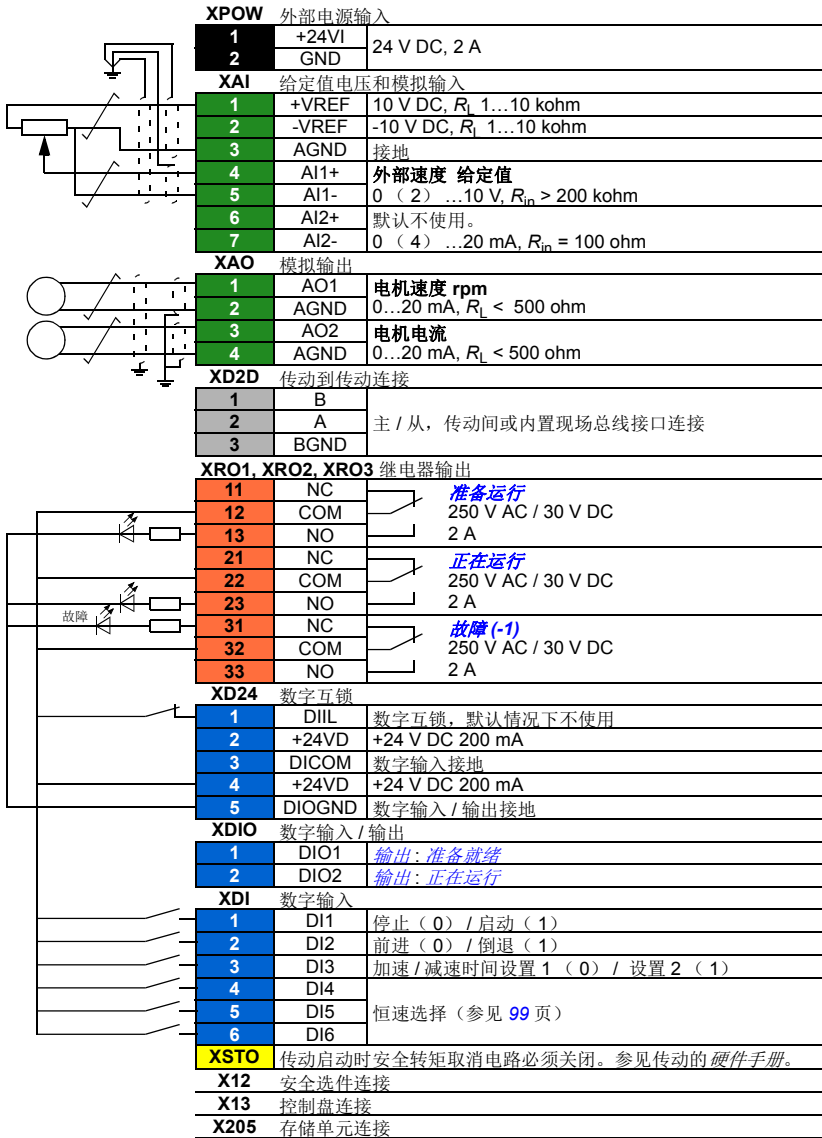 XPOW 外部电源输入
1 +24VI 24 V DC, 2 A
2 GND
XAI 给定值电压和模拟输入
1 +VREF 10 V DC, RL 1…10 kohm
2 -VREF -10 V DC, RL 1…10 kohm
3 AGND 接地
4 AI1+ 外部速度 给定值
5 AI1- 0 （ 2） …10 V, Rin > 200 kohm
6 AI2+ 默认不使用。
7 AI2- 0 （ 4） …20 mA, Rin = 100 ohm
XAO 模拟输出
1 AO1 电机速度 rpm
2 AGND 0…20 mA, RL < 500 ohm
3 AO2 电机电流
4 AGND 0…20 mA, RL < 500 ohm
XD2D 传动到传动连接
1 B
2 A 主 / 从，传动间或内置现场总线接口连接
3 BGND
XRO1, XRO2, XRO3 继电器输出
11 NC 准备运行
12 COM 250 V AC / 30 V DC
13 NO 2 A
21 NC 正在运行
22 COM 250 V AC / 30 V DC
23 NO 2 A
故障 31 NC 故障 (-1)
32 COM 250 V AC / 30 V DC
33 NO 2 A
XD24 数字互锁
1 DIIL 数字互锁，默认情况下不使用
2 +24VD +24 V DC 200 mA
3 DICOM 数字输入接地
4 +24VD +24 V DC 200 mA
5 DIOGND 数字输入 / 输出接地
XDIO 数字输入 / 输出
1 DIO1 输出 : 准备就绪
2 DIO2 输出 : 正在运行
XDI 数字输入
1 DI1 停止（ 0） / 启动（ 1）
2 DI2 前进（ 0） / 倒退（ 1）
3 DI3 加速 / 减速时间设置 1 （ 0） / 设置 2 （ 1）
4 DI4
5 DI5 恒速选择（参见 99 页）
6 DI6
XSTO 传动启动时安全转矩取消电路必须关闭。参见传动的硬件手册。
X12 安全选件连接
X13 控制盘连接
X205 存储单元连接